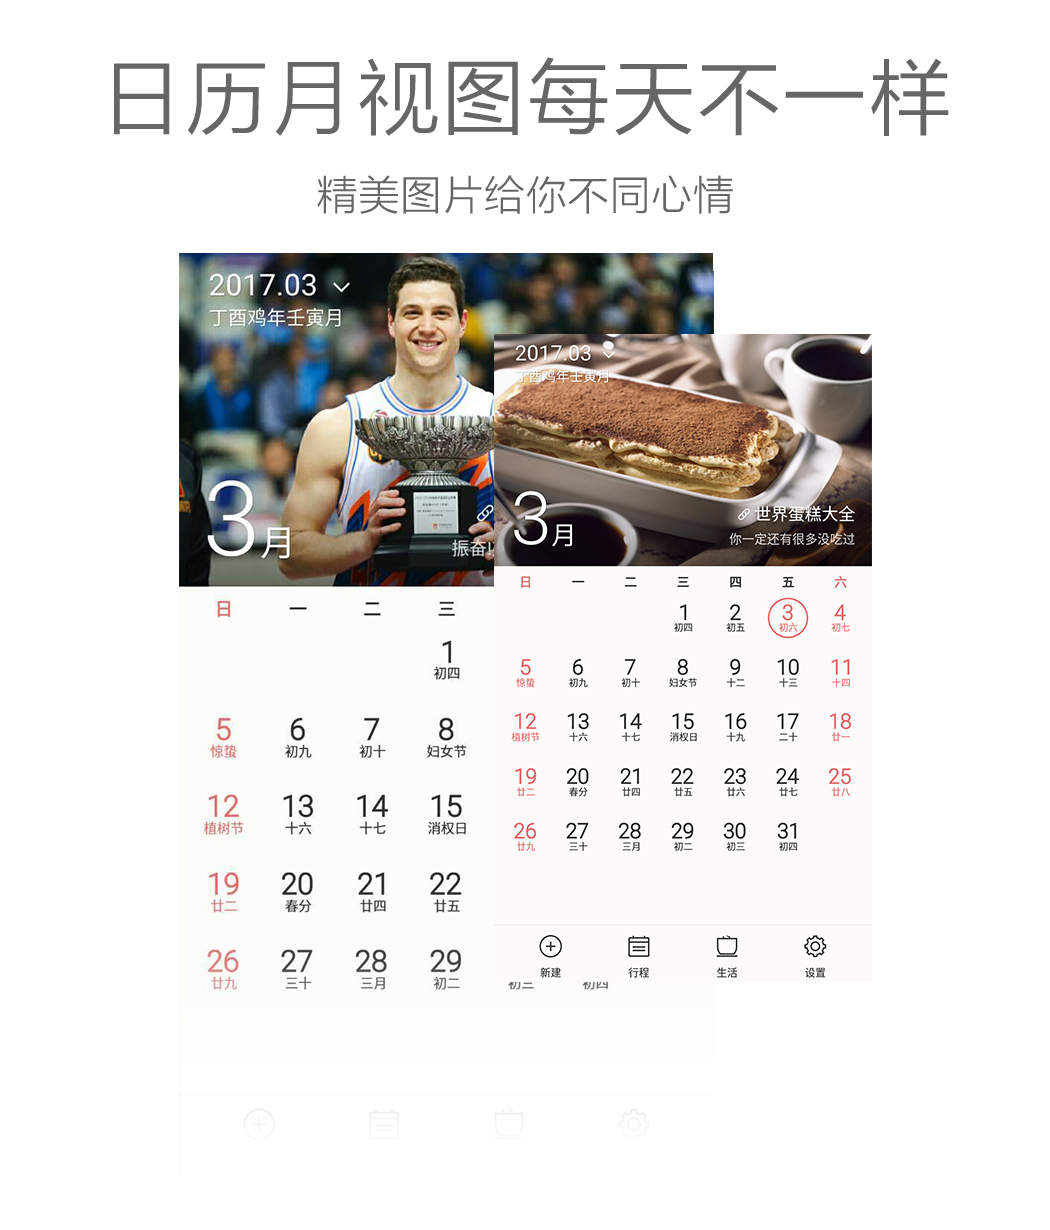 日历月视图每天不一样
精美图片给你不同心情
2017.03
丁酉鸡年壬寅月
3月
振奋
日 一 二 三
1
初四
5 6 7 8
惊蛰 初九 初十 妇女节
12 13 14 15
植树节 十六 十七 消权日
19 20 21 22
廿二 春分 廿四 廿五
26 27 28 29
廿九 三十 三月 初二
初三 初四
2017.03
丁酉鸡年壬寅月
3月
世界蛋糕大全
你一定还有很多没吃过
日 一 二 三 四 五 六
1 2 3 4
初四 初五 初六 初七
5 6 7 8 9 10 11
惊蛰 初九 初十 妇女节 十二 十三 十四
12 13 14 15 16 17 18
植树节 十六 十七 消权日 十九 二十 廿一
19 20 21 22 23 24 25
廿二 春分 廿四 廿五 廿六 廿七 廿八
26 27 28 29 30 31
廿九 三十 三月 初二 初三 初四
新建 行程 生活 设置